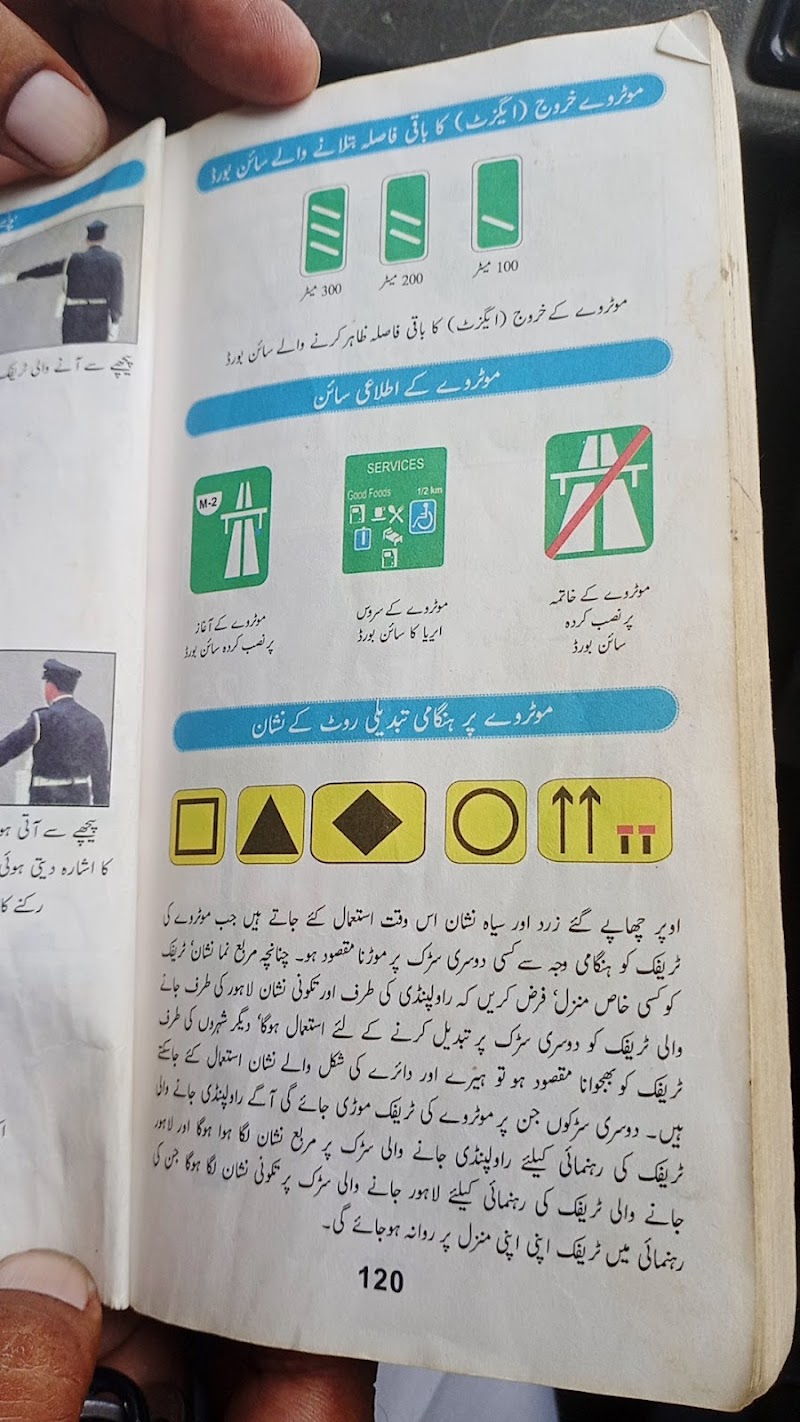 موٹروے خروج (ایگزٹ) کا باقی فاصلہ بتلانے والے سائن بورڈ
100 میٹر
200 میٹر
300 میٹر
موٹروے کے خروج (ایگزٹ) کا باقی فاصلہ ظاہر کرنے والے سائن بورڈ
موٹروے کے اطلاعی سائن
M-2
SERVICES
Good Foods 1/2 km
موٹروے کے خاتمہ
پر نصب کردہ
سائن بورڈ
موٹروے کے سروس
ایریا کا سائن بورڈ
موٹروے کے آغاز
پر نصب کردہ سائن بورڈ
موٹروے پر ہنگامی تبدیلی روٹ کے نشان
اوپر چھاپے گئے زرد اور سیاہ نشان اس وقت استعمال کئے جاتے ہیں جب موٹروے کی
ٹریفک کو ہنگامی وجہ سے کسی دوسری سڑک پر موڑنا مقصود ہو۔ چنانچہ مربع نما نشان' ٹریفک
کو کسی خاص منزل' فرض کریں کہ راولپنڈی کی طرف اور تکونی نشان لاہور کی طرف جانے
والی ٹریفک کو دوسری سڑک پر تبدیل کرنے کے لئے استعمال ہوگا' دیگر شہروں کی طرف
ٹریفک کو بھجوانا مقصود ہو تو ہیرے اور دائرے کی شکل والے نشان استعمال کئے جاسکتے
ہیں۔ دوسری سڑکوں جن پر موٹروے کی ٹریفک موڑی جائے گی آگے راولپنڈی جانے والی
ٹریفک کی رہنمائی کیلئے راولپنڈی جانے والی سڑک پر مربع نشان لگا ہوا ہوگا اور لاہور
جانے والی ٹریفک کی رہنمائی کیلئے لاہور جانے والی سڑک پر تکونی نشان لگا ہوگا جن کی
رہنمائی میں ٹریفک اپنی اپنی منزل پر روانہ ہوجائے گی۔
120
پیچھے سے آنے والی ٹریفک
پیچھے سے آتی
کا اشارہ دیتی ہوئی
رکنے کا